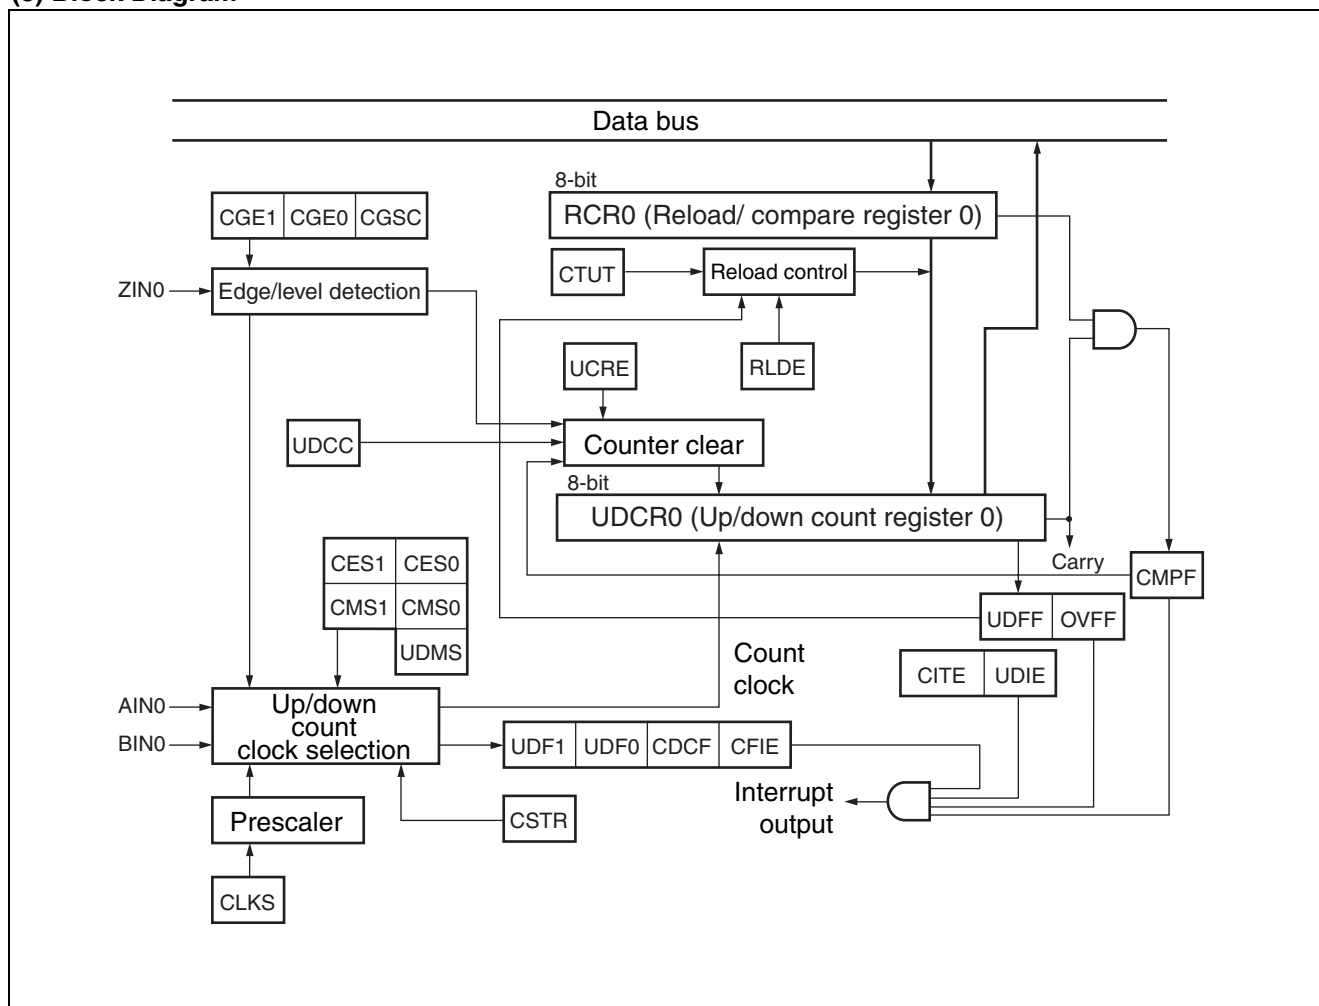 (3) Block Diagram
Data bus
8-bit
CGE1 CGE0 CGSC
RCR0 (Reload/ compare register 0)
CTUT
Reload control
ZIN0
Edge/level detection
UCRE
RLDE
UDCC
Counter clear
8-bit
UDCR0 (Up/down count register 0)
CES1 CES0
Carry
CMPF
CMS1 CMS0
UDFF OVFF
UDMS
Count
clock
CITE UDIE
AIN0
BIN0
Up/down
count
clock selection
UDF1 UDF0 CDCF CFIE
Interrupt
output
Prescaler
CSTR
CLKS